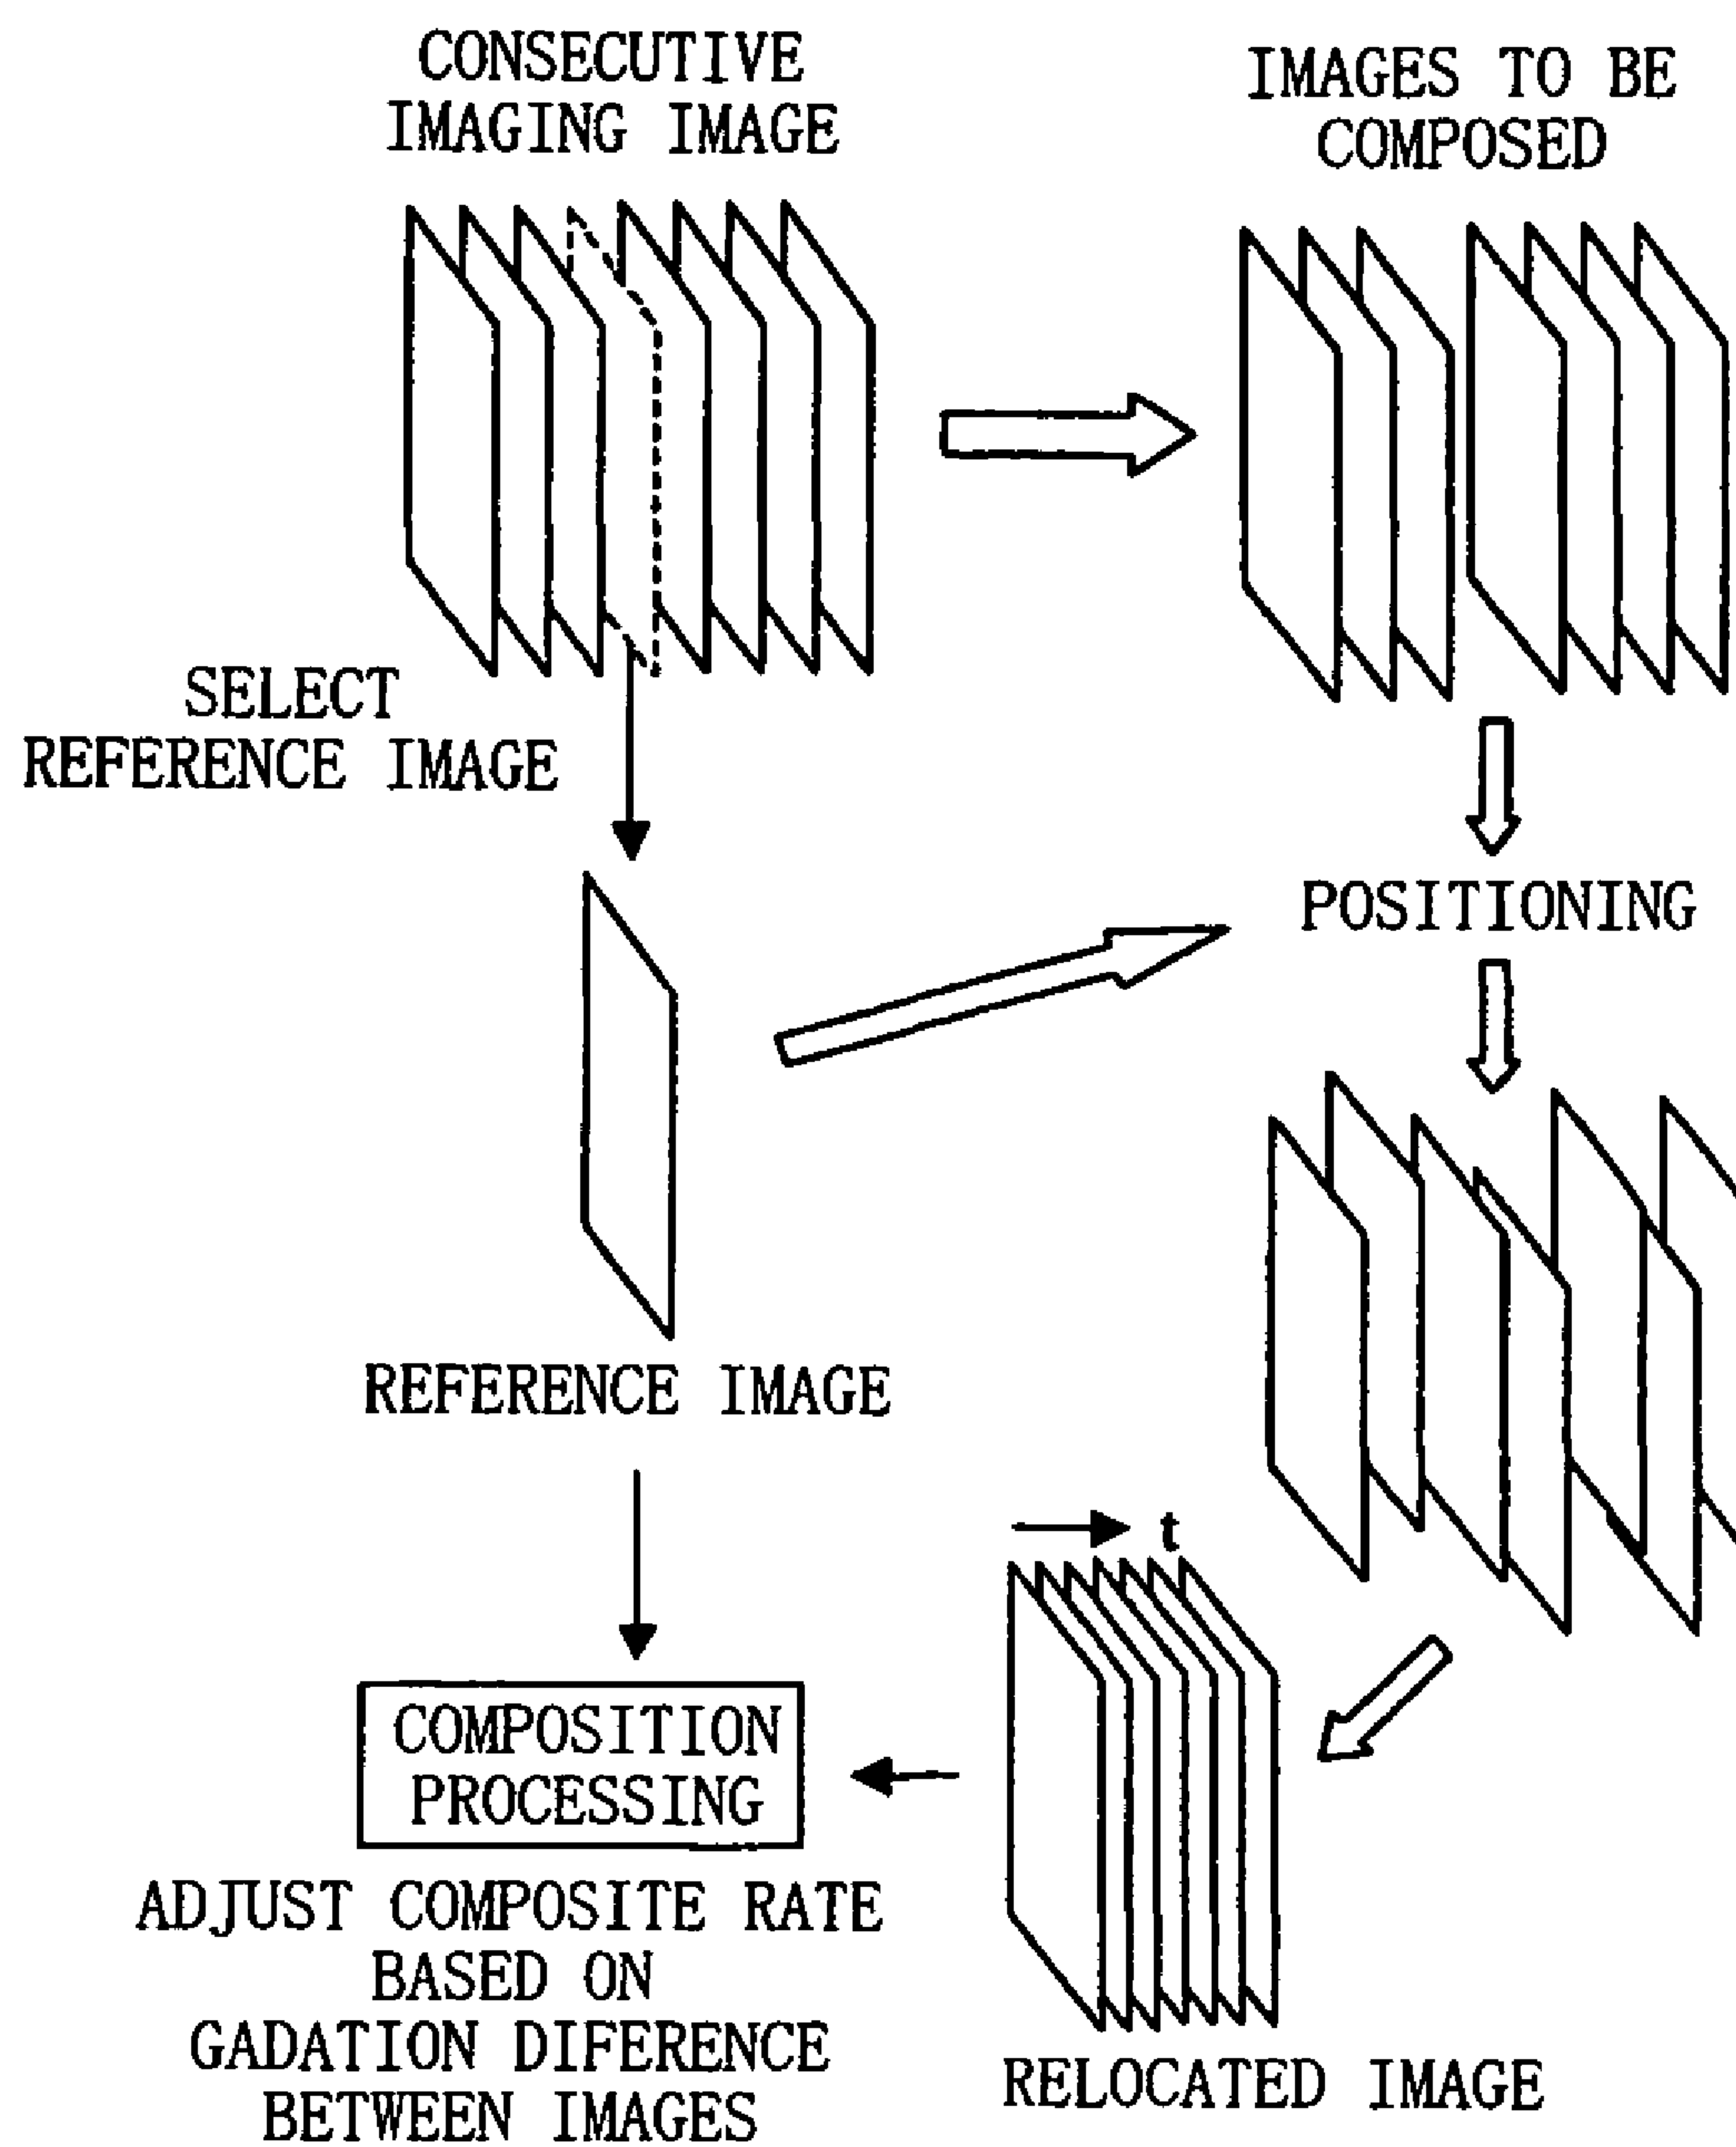 CONSECUTIVE
IMAGING IMAGE
IMAGES TO BE
COMPOSED
SELECT
REFERENCE IMAGE
POSITIONING
REFERENCE IMAGE
t
COMPOSITION
PROCESSING
ADJUST COMPOSITE RATE
BASED ON
GADATION DIFERENCE
BETWEEN IMAGES
RELOCATED IMAGE